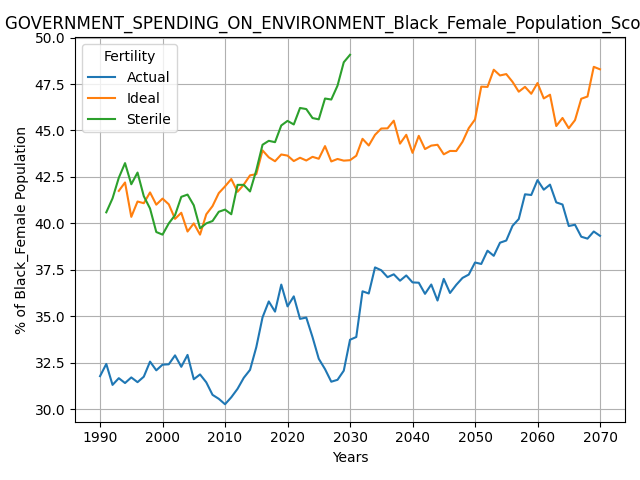 GOVERNMENT_SPENDING_ON_ENVIRONMENT_Black_Female_Population_Sco
Fertility
Actual
Ideal
Sterile
% of Black_Female Population
50.0
47.5
45.0
42.5
40.0
37.5
35.0
32.5
30.0
1990 2000 2010 2020 2030 2040 2050 2060 2070
Years